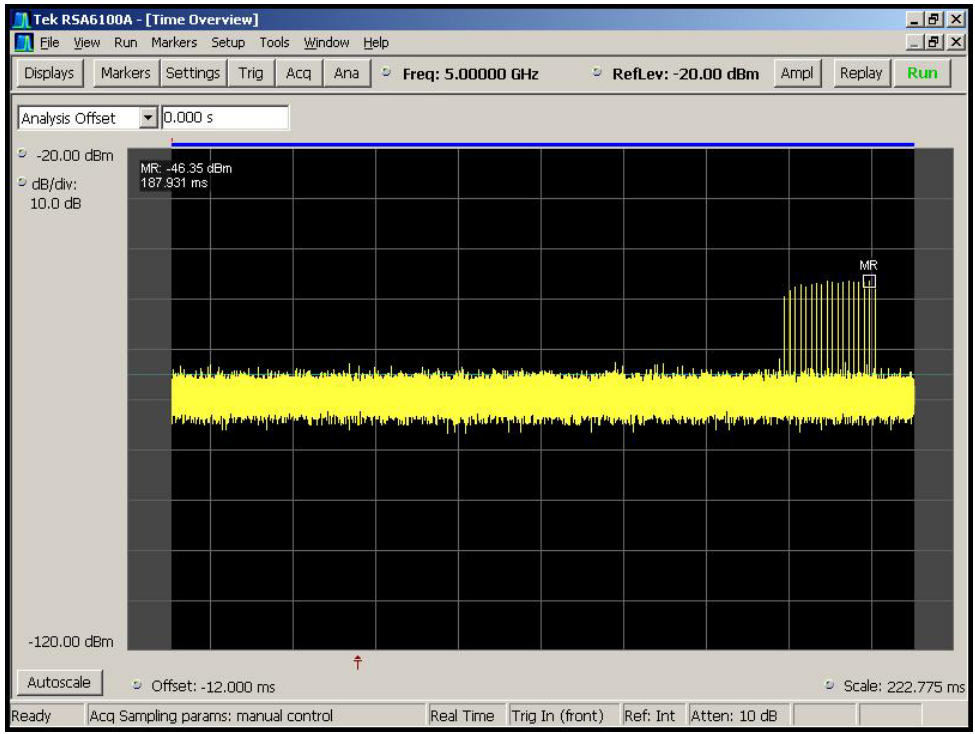 Tek RSA6100A - [Time Overview]
File View Run Markers Setup Tools Window Help
Displays Markers Settings Trig Acq Ana Freq: 5.00000 GHz RefLev: -20.00 dBm Ampl Replay Run
Analysis Offset 0.000 s
-20.00 dBm
dB/div:
10.0 dB
MR: -46.35 dBm
187.931 ms
MR
-120.00 dBm
Autoscale Offset: -12.000 ms Scale: 222.775 ms
Ready Acq Sampling params: manual control Real Time Trig In (front) Ref: Int Atten: 10 dB